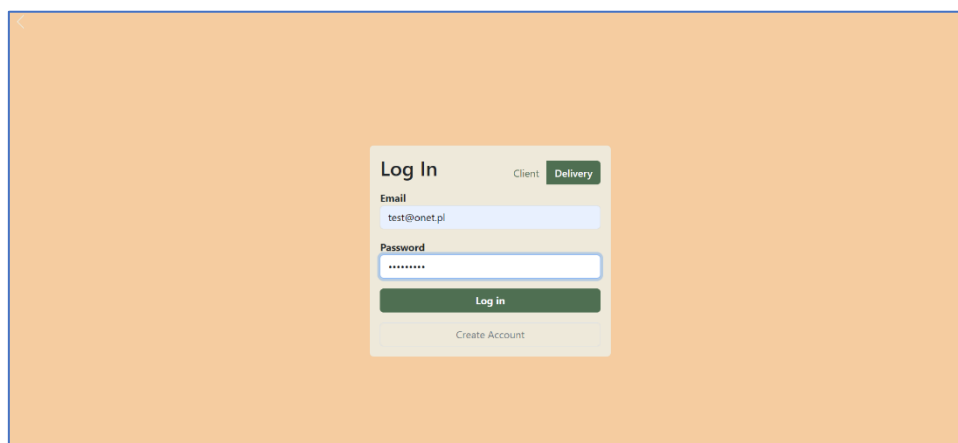 Log In
Client Delivery
Email
test@onet.pl
Password
•••••••••
Log in
Create Account